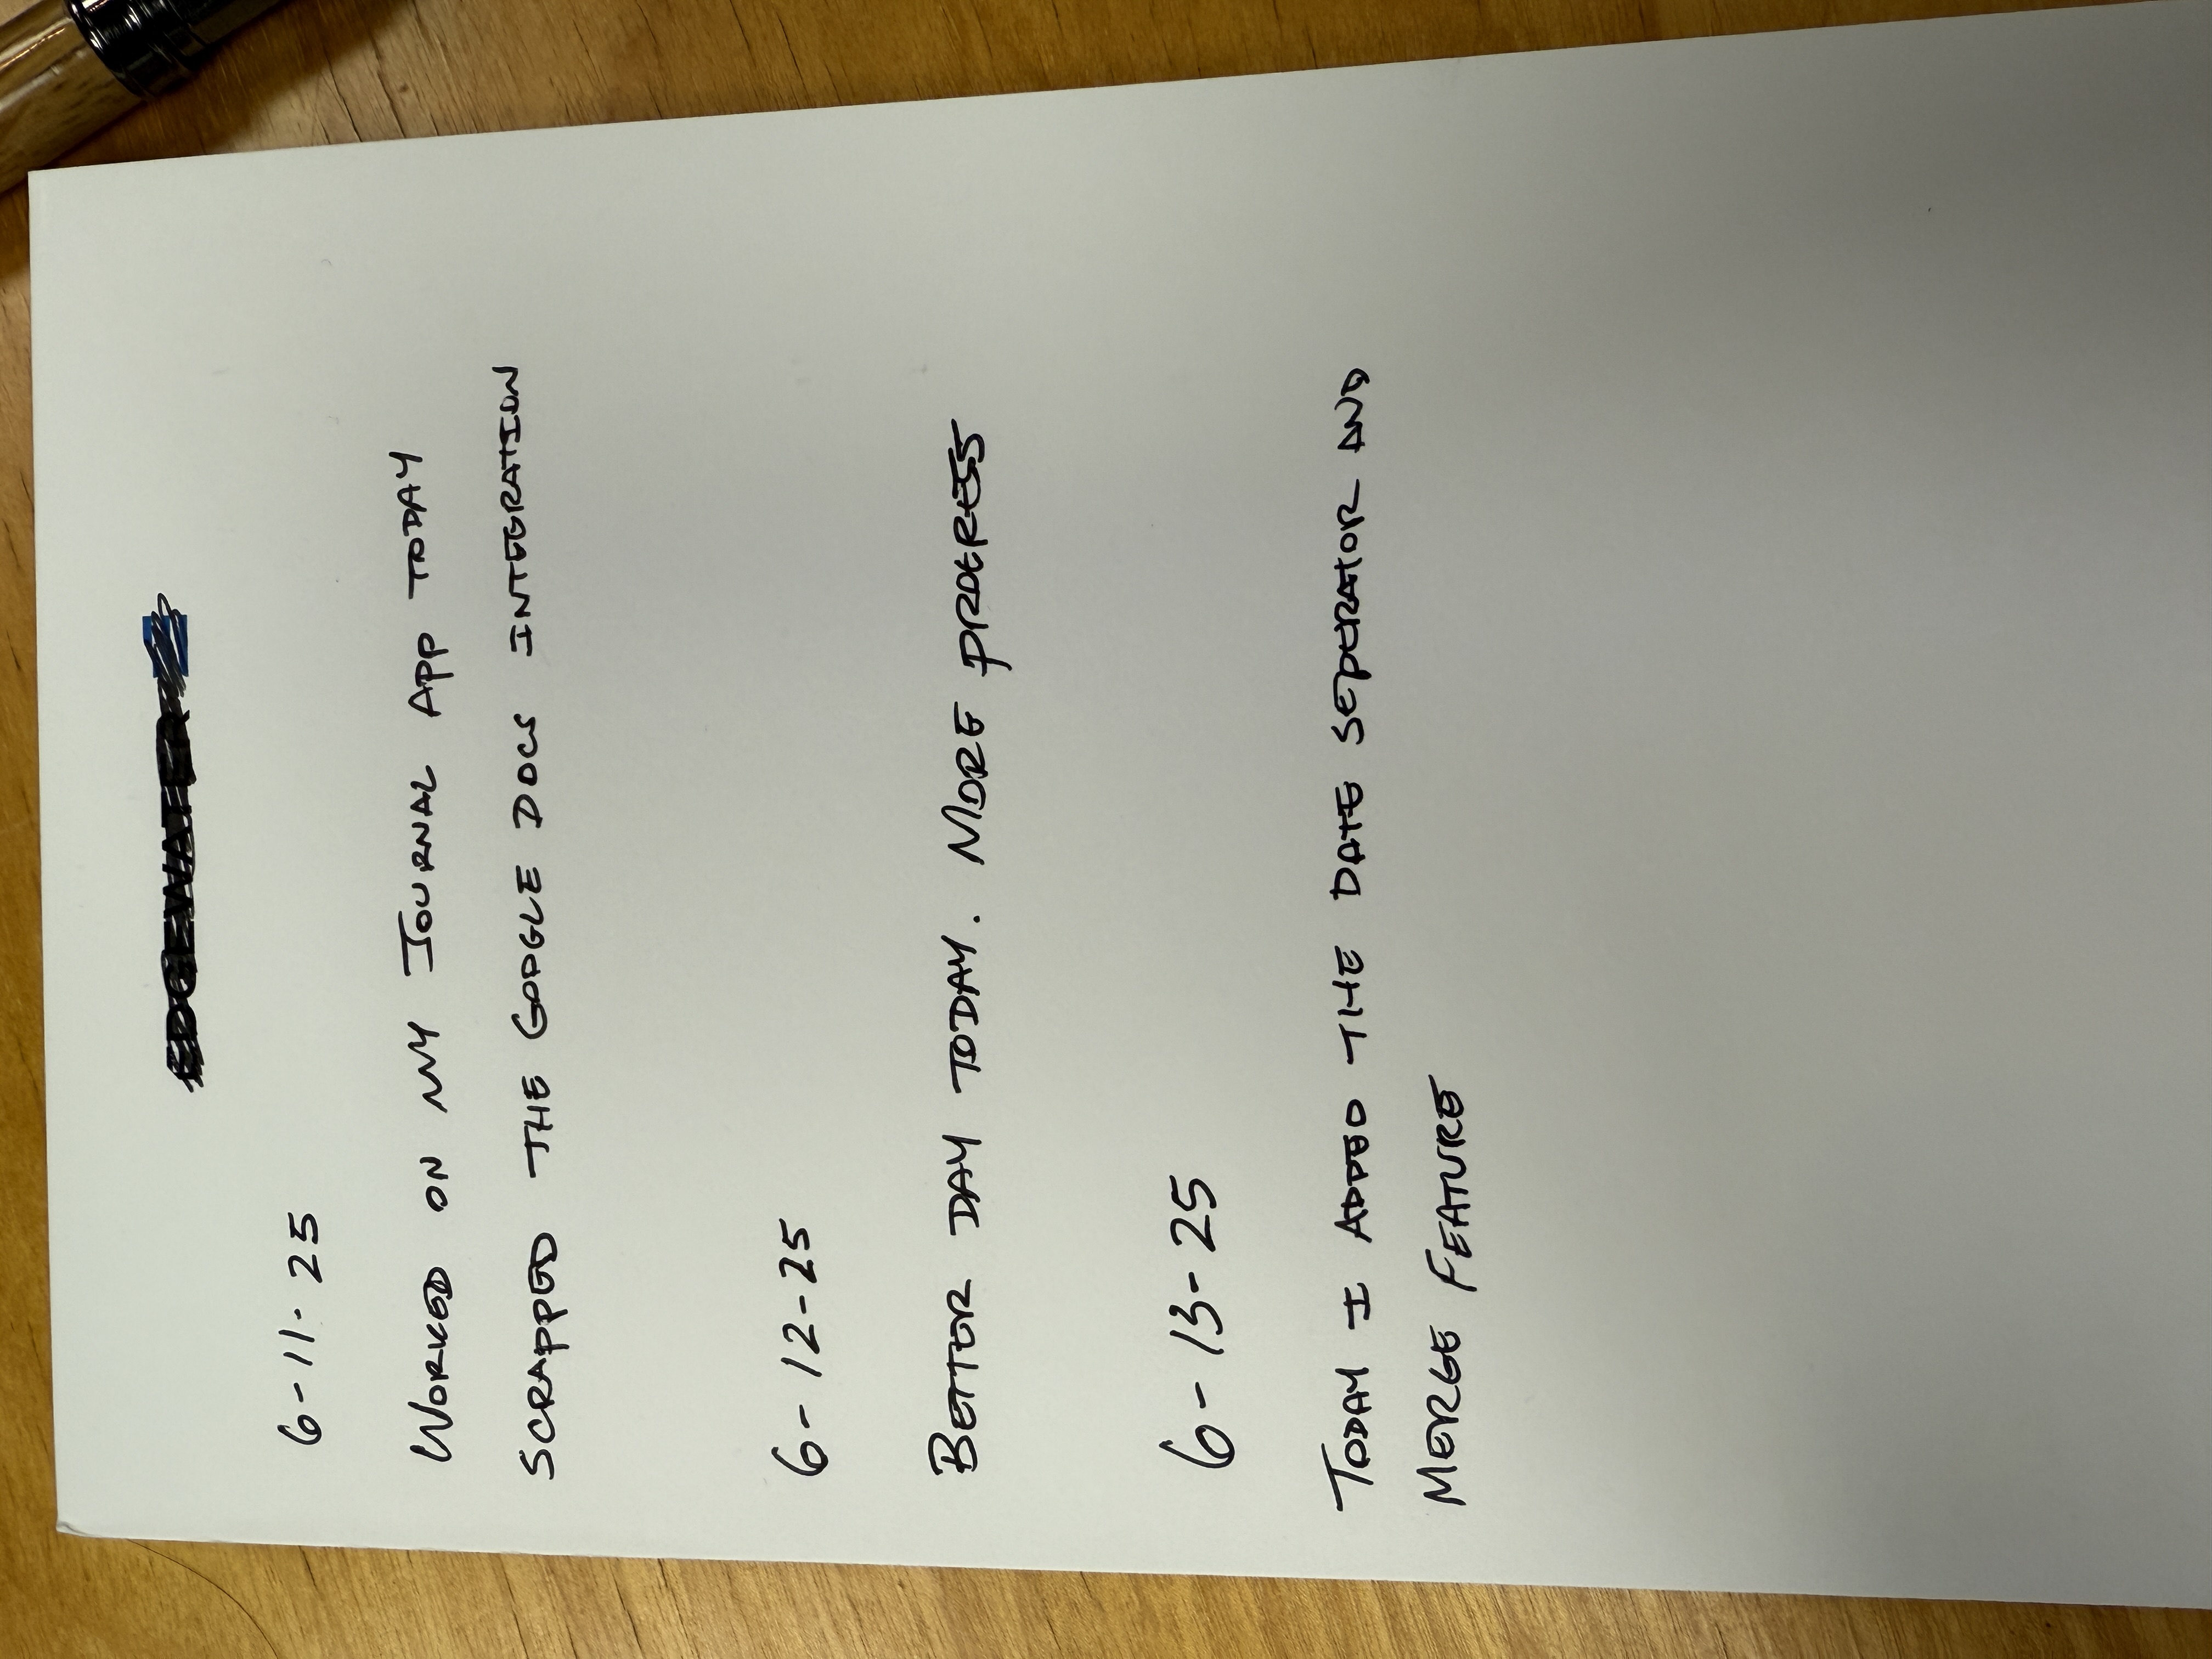 EDGEWATER
6-11-25
WORKED ON MY JOURNAL APP TODAY
SCRAPPED THE GOOGLE DOCS INTEGRATION
6-12-25
BETTER DAY TODAY. MORE PROGRESS
6-13-25
TODAY I ADDED THE DATE SEPERATOR AND
MERGE FEATURE